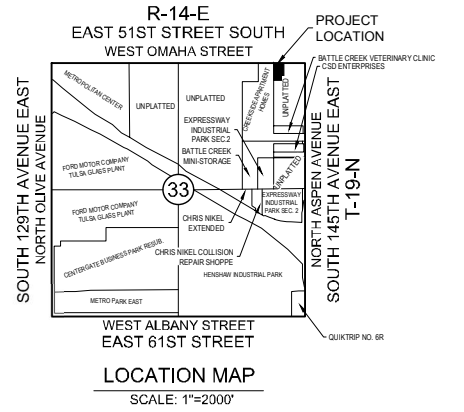 R-14-E
EAST 51ST STREET SOUTH
WEST OMAHA STREET
PROJECT
LOCATION
BATTLE CREEK VETERINARY CLINIC
CSD ENTERPRISES
METROPOLITAN CENTER
UNPLATTED
UNPLATTED
CREEKSIDE APARTMENT
HOMES
UNPLATTED
EXPRESSWAY
INDUSTRIAL
PARK SEC.2
BATTLE CREEK
MINI-STORAGE
UNPLATTED
FORD MOTOR COMPANY
TULSA GLASS PLANT
33
EXPRESSWAY
INDUSTRIAL
PARK SEC. 2
FORD MOTOR COMPANY
TULSA GLASS PLANT
CHRIS NIKEL
EXTENDED
CHRIS NIKEL COLLISION
REPAIR SHOPPE
CENTERGATE BUSINESS PARK RESUB.
HENSHAW INDUSTRIAL PARK
METRO PARK EAST
SOUTH 129TH AVENUE EAST
NORTH OLIVE AVENUE
NORTH ASPEN AVENUE
SOUTH 145TH AVENUE EAST
T-19-N
WEST ALBANY STREET
EAST 61ST STREET
QUIKTRIP NO. 6R
LOCATION MAP
SCALE: 1"=2000'